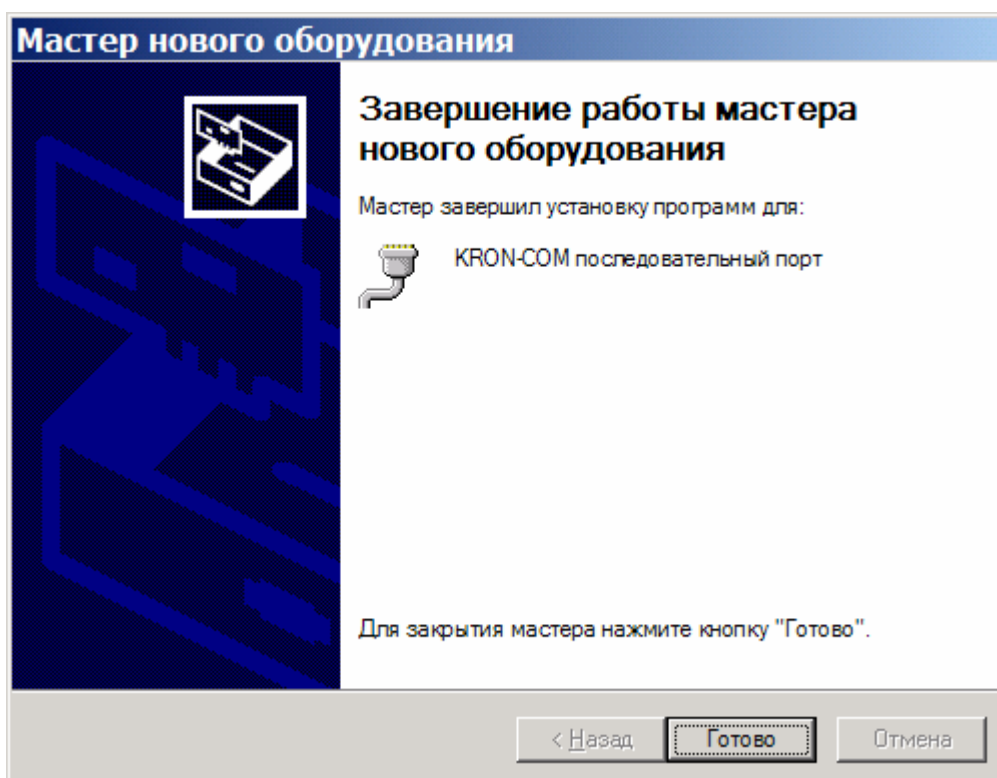 Мастер нового оборудования
Завершение работы мастера
нового оборудования
Мастер завершил установку программ для:
KRON-COM последовательный порт
Для закрытия мастера нажмите кнопку "Готово".
< Назад
Готово
Отмена